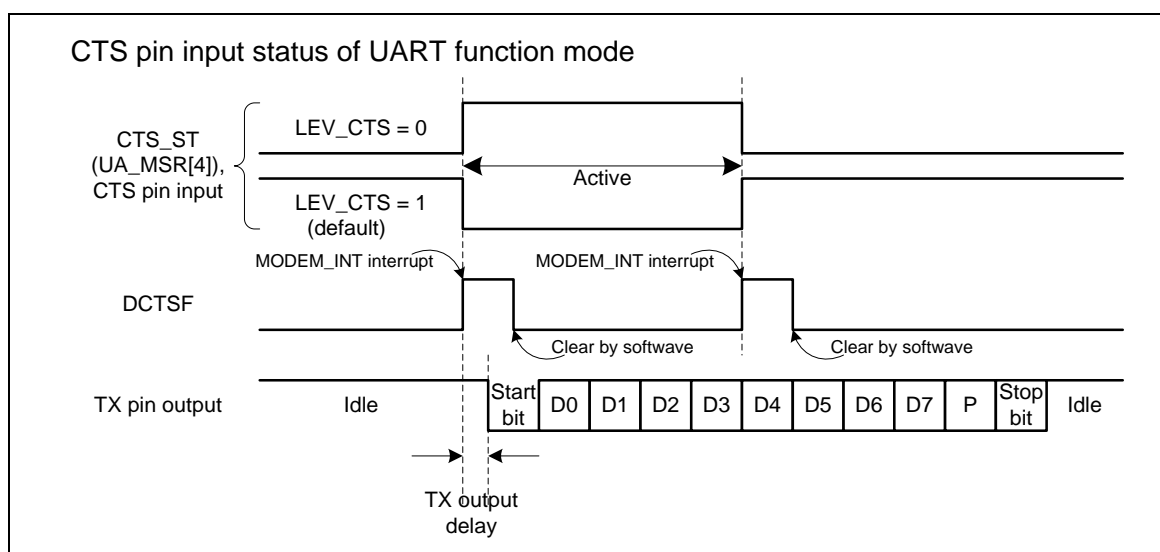 CTS pin input status of UART function mode
CTS_ST
(UA_MSR[4]),
CTS pin input
LEV_CTS = 0
Active
LEV_CTS = 1
(default)
MODEM_INT interrupt
MODEM_INT interrupt
DCTSF
Clear by softwave
Clear by softwave
TX pin output
Idle
Start
bit
D0
D1
D2
D3
D4
D5
D6
D7
P
Stop
bit
Idle
TX output
delay